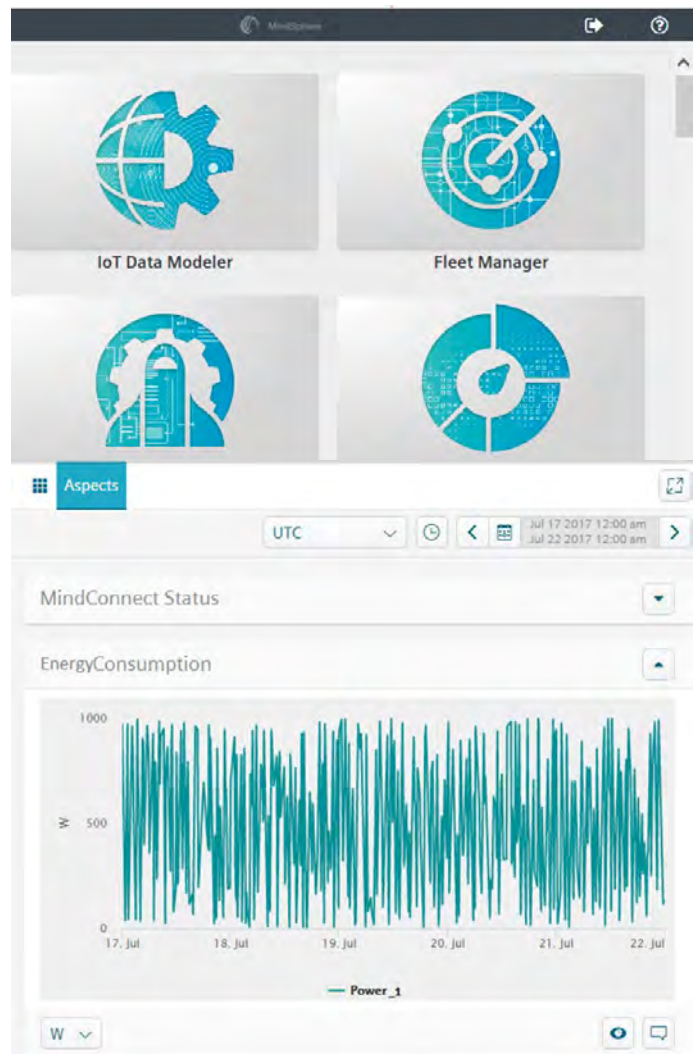 MindSphere
IoT Data Modeler
Fleet Manager
Aspects
UTC
Jul 17 2017 12:00 am
Jul 22 2017 12:00 am
MindConnect Status
EnergyConsumption
1000
W
500
0
17. Jul
18. Jul
19. Jul
20. Jul
21. Jul
22. Jul
Power_1
W